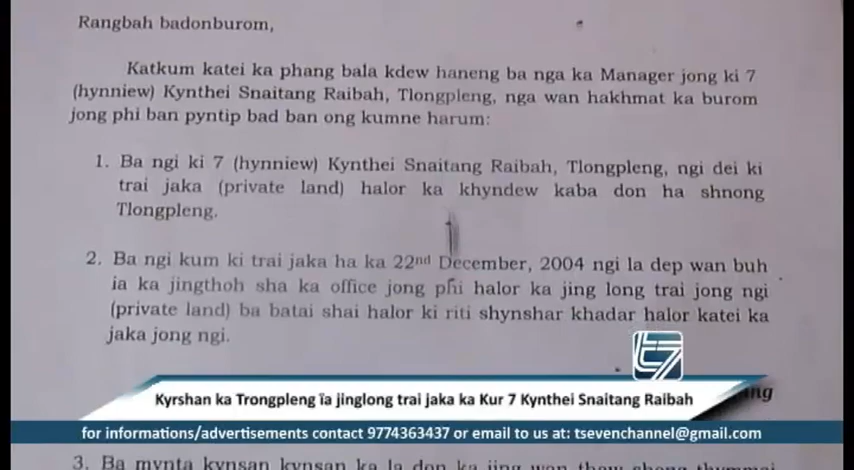 Rangbah badonburom,
Katkum katei ka phang bala kdew haneng ba nga ka Manager jong ki 7
(hynniew) Kynthei Snaitang Raibah, Tlongpleng, nga wan hakhmat ka burom
jong phi ban pyntip bad ban ong kumne harum:
1. Ba ngi ki 7 (hynniew) Kynthei Snaitang Raibah, Tlongpleng, ngi dei ki
trai jaka (private land) halor ka khyndew kaba don ha shnong
Tlongpleng.
2. Ba ngi kum ki trai jaka ha ka 22nd December, 2004 ngi la dep wan buh
ia ka jingthoh sha ka office jong phi halor ka jing long trai jong ngi
(private land) ba batai shai halor ki riti shynshar khadar halor katei ka
jaka jong ngi.
t7
Kyrshan ka Trongpleng ïa jinglong trai jaka ka Kur 7 Kynthei Snaitang Raibah
for informations/advertisements contact 9774363437 or email to us at: tsevenchannel@gmail.com
3. Ba mynta kynsan kynsan ka la don ka jing wan thaw shong thymmai